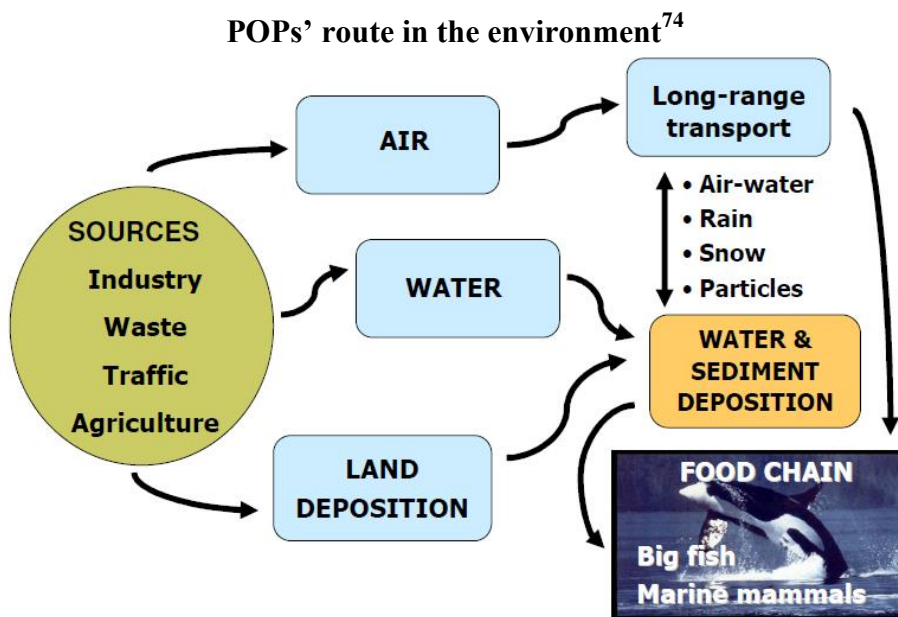 POPs’ route in the environment74
AIR
Long-range
transport
• Air-water
• Rain
• Snow
• Particles
SOURCES
Industry
Waste
Traffic
Agriculture
WATER
WATER &
SEDIMENT
DEPOSITION
LAND
DEPOSITION
FOOD CHAIN
Big fish
Marine mammals